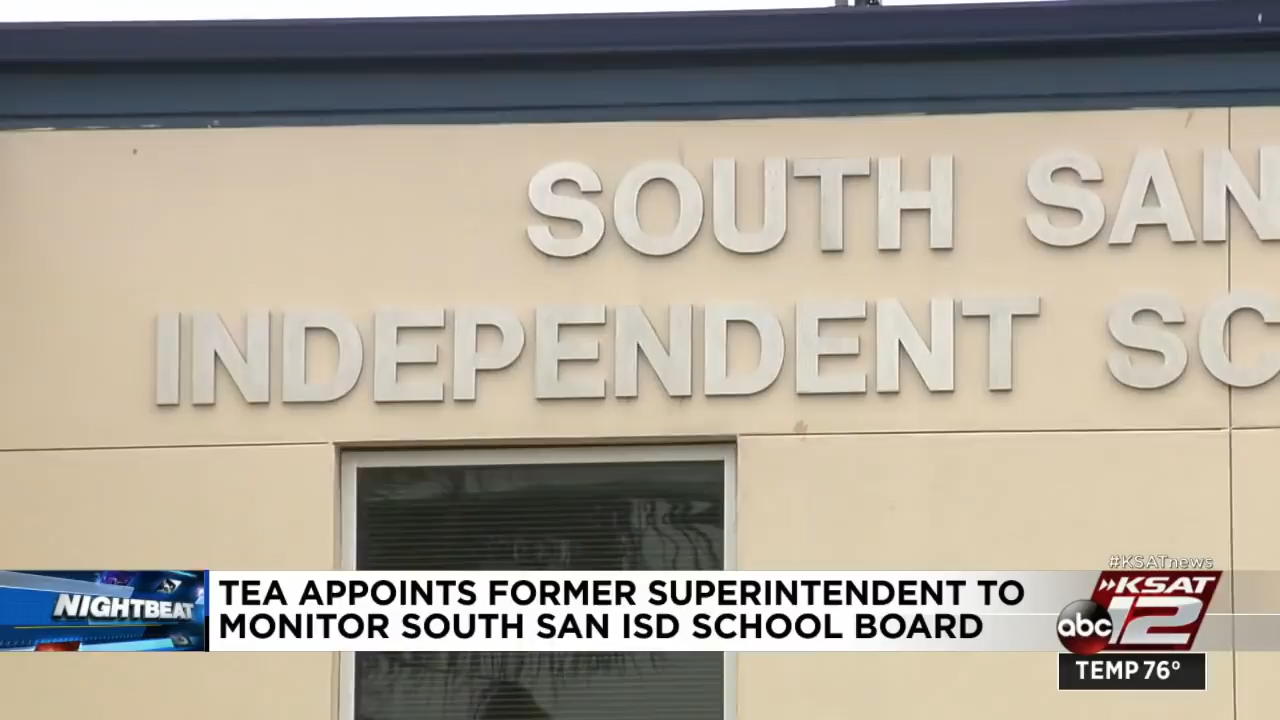 SOUTH SAN
INDEPENDENT SC
#KSATnews
NIGHTBEAT
TEA APPOINTS FORMER SUPERINTENDENT TO
MONITOR SOUTH SAN ISD SCHOOL BOARD
KSAT
abc 12
TEMP 76°